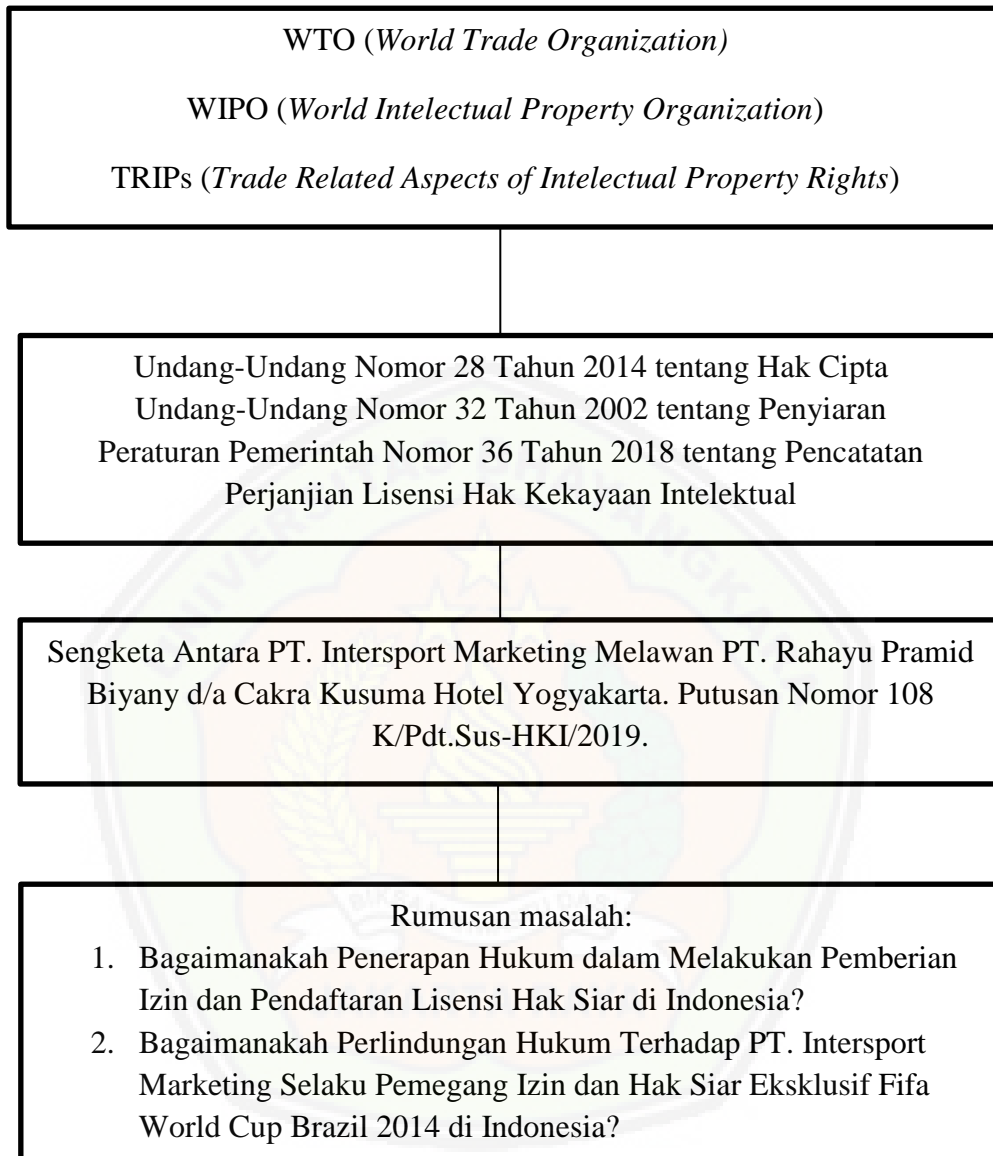 WTO (World Trade Organization)
WIPO (World Intelectual Property Organization)
TRIPs (Trade Related Aspects of Intelectual Property Rights)
Undang-Undang Nomor 28 Tahun 2014 tentang Hak Cipta
Undang-Undang Nomor 32 Tahun 2002 tentang Penyiaran
Peraturan Pemerintah Nomor 36 Tahun 2018 tentang Pencatatan
Perjanjian Lisensi Hak Kekayaan Intelektual
Sengketa Antara PT. Intersport Marketing Melawan PT. Rahayu Pramid
Biyany d/a Cakra Kusuma Hotel Yogyakarta. Putusan Nomor 108
K/Pdt.Sus-HKI/2019.
Rumusan masalah:
1. Bagaimanakah Penerapan Hukum dalam Melakukan Pemberian
Izin dan Pendaftaran Lisensi Hak Siar di Indonesia?
2. Bagaimanakah Perlindungan Hukum Terhadap PT. Intersport
Marketing Selaku Pemegang Izin dan Hak Siar Eksklusif Fifa
World Cup Brazil 2014 di Indonesia?